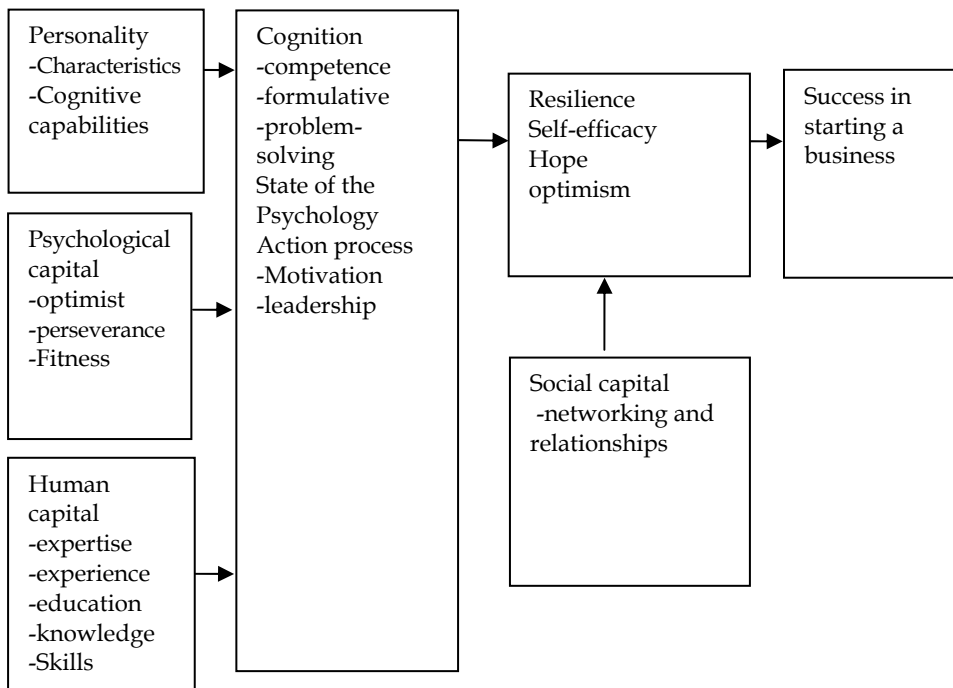 Personality
-Characteristics
-Cognitive
capabilities
Psychological
capital
-optimist
-perseverance
-Fitness
Human
capital
-expertise
-experience
-education
-knowledge
-Skills
Cognition
-competence
-formulative
-problem-
solving
State of the
Psychology
Action process
-Motivation
-leadership
Resilience
Self-efficacy
Hope
optimism
Social capital
-networking and
relationships
Success in
starting a
business